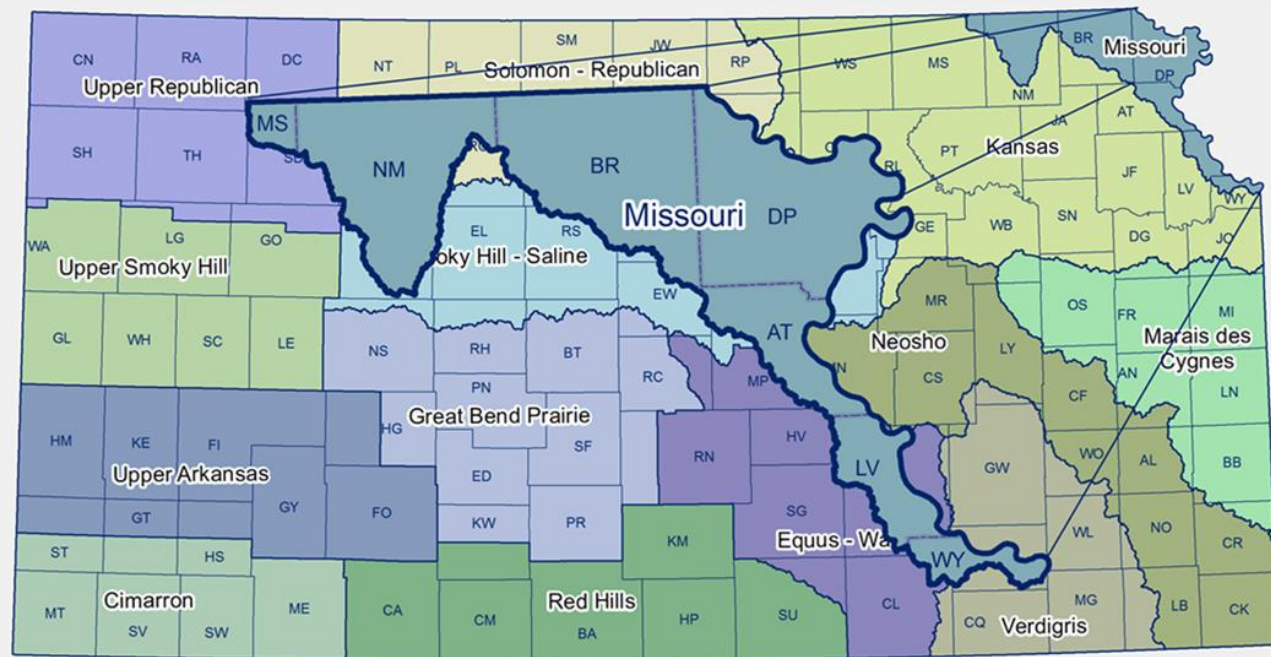 CN
RA
DC
Upper Republican
NT
PL
SM
JW
RP
Solomon - Republican
WS
MS
NM
BR
Missouri
DP
SH
TH
MS
NM
BR
Missouri
DP
AT
LV
WY
PT
JA
Kansas
AT
JF
LV
WY
RL
GE
WB
SN
DG
JO
WA
LG
GO
Upper Smoky Hill
GL
WH
SC
LE
EL
RS
oky Hill - Saline
EW
NS
RH
BT
PN
RC
Great Bend Prairie
HG
SF
ED
KW
PR
MP
RN
HV
SG
Equus - Wa
CL
MR
Neosho
LY
CS
CF
WO
AL
NO
CR
LB
CK
OS
FR
MI
Marais des
Cygnes
AN
LN
BB
HM
KE
FI
Upper Arkansas
GT
GY
FO
ST
HS
Cimarron
MT
SV
SW
ME
CA
CM
Red Hills
BA
KM
HP
SU
GW
WL
CQ
MG
Verdigris